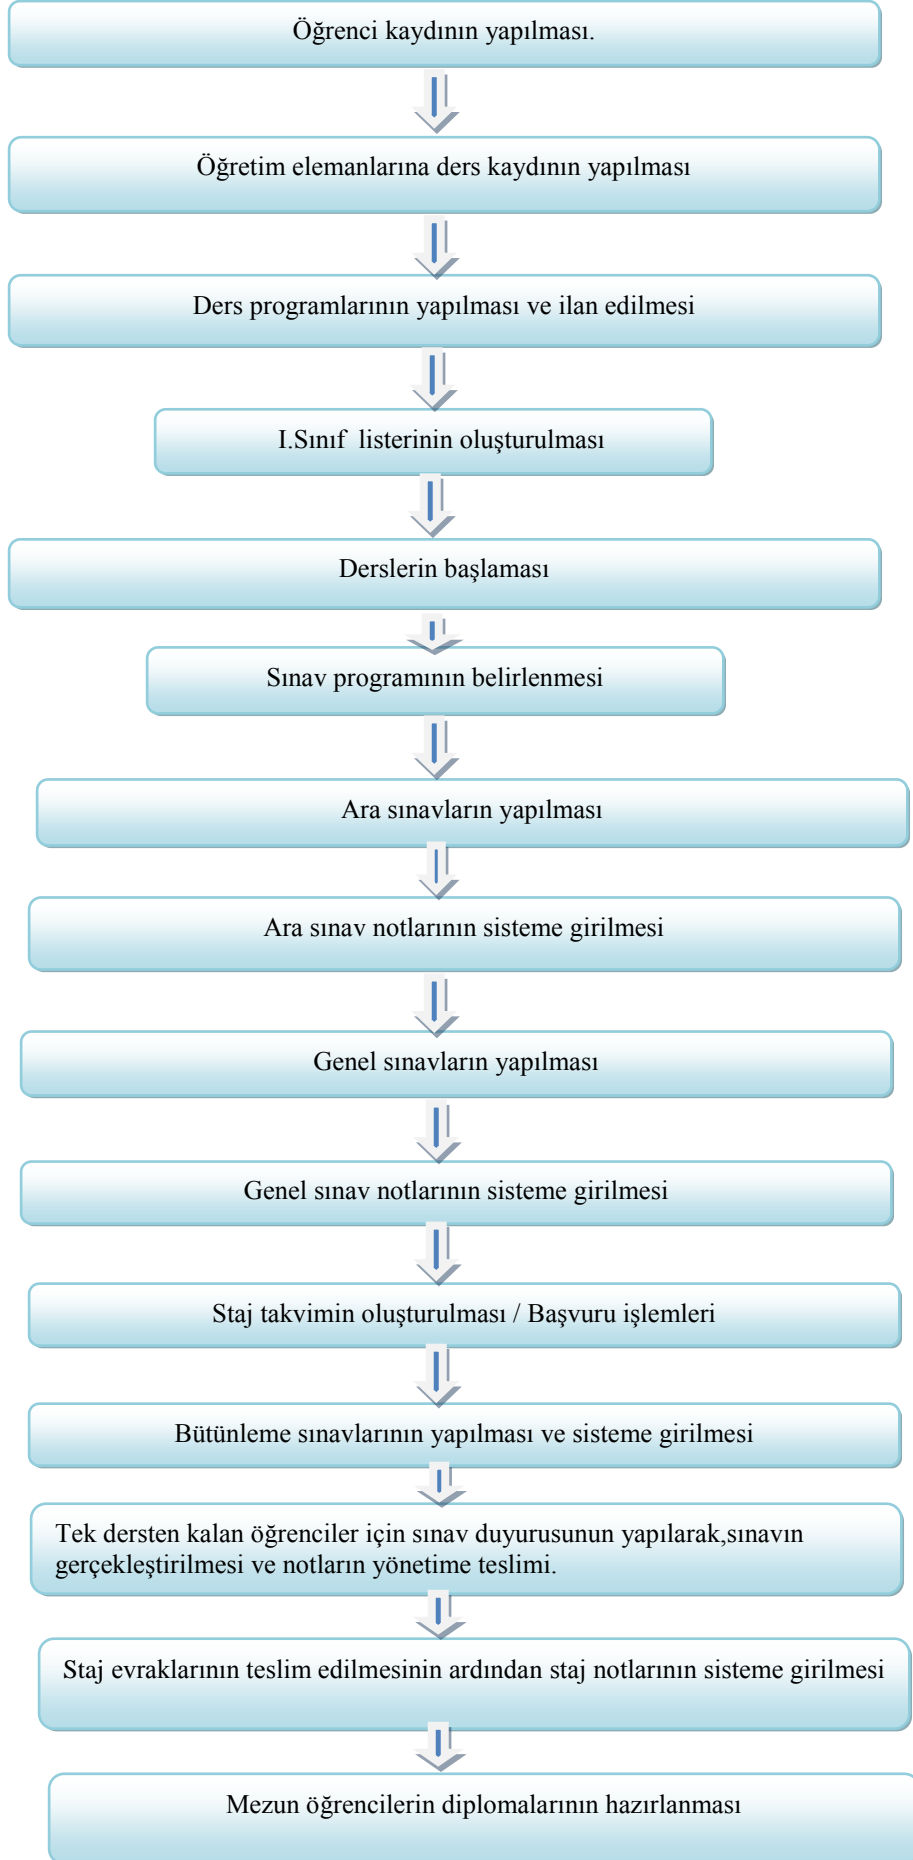 Öğrenci kaydının yapılması.
Öğretim elemanlarına ders kaydının yapılması
Ders programlarının yapılması ve ilan edilmesi
I.Sınıf  listerinin oluşturulması
Derslerin başlaması
Sınav programının belirlenmesi
Ara sınavların yapılması
Ara sınav notlarının sisteme girilmesi
Genel sınavların yapılması
Genel sınav notlarının sisteme girilmesi
Staj takvimin oluşturulması / Başvuru işlemleri
Bütünleme sınavlarının yapılması ve sisteme girilmesi
Tek dersten kalan öğrenciler için sınav duyurusunun yapılarak,sınavın
gerçekleştirilmesi ve notların yönetime teslimi.
Staj evraklarının teslim edilmesinin ardından staj notlarının sisteme girilmesi
Mezun öğrencilerin diplomalarının hazırlanması